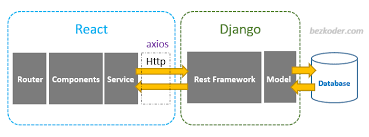 React
Django
bezkoder.com
axios
Http
Router
Components
Service
Rest Framework
Model
Database